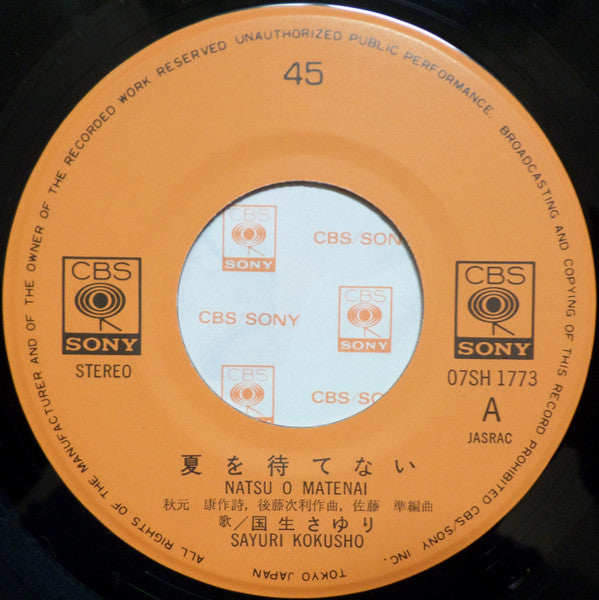 ALL RIGHTS OF THE MANUFACTURER AND OF THE OWNER OF THE RECORDED WORK RESERVED UNAUTHORIZED PUBLIC PERFORMANCE. BROADCASTING AND COPYING OF THIS RECORD PROHIBITED CBS/SONY INC.
TOKYO JAPAN
45
CBS
SONY
STEREO
CBS
SONY
07SH 1773
A
JASRAC
CBS
SONY
CBS/SON
CBS SONY
CBS
SONY
CBS
SONY
CBS/SO
夏を待てない
NATSU O MATENAI
秋元 康作詩, 後藤次利作曲, 佐藤 準編曲
歌/国生さゆり
SAYURI KOKUSHO